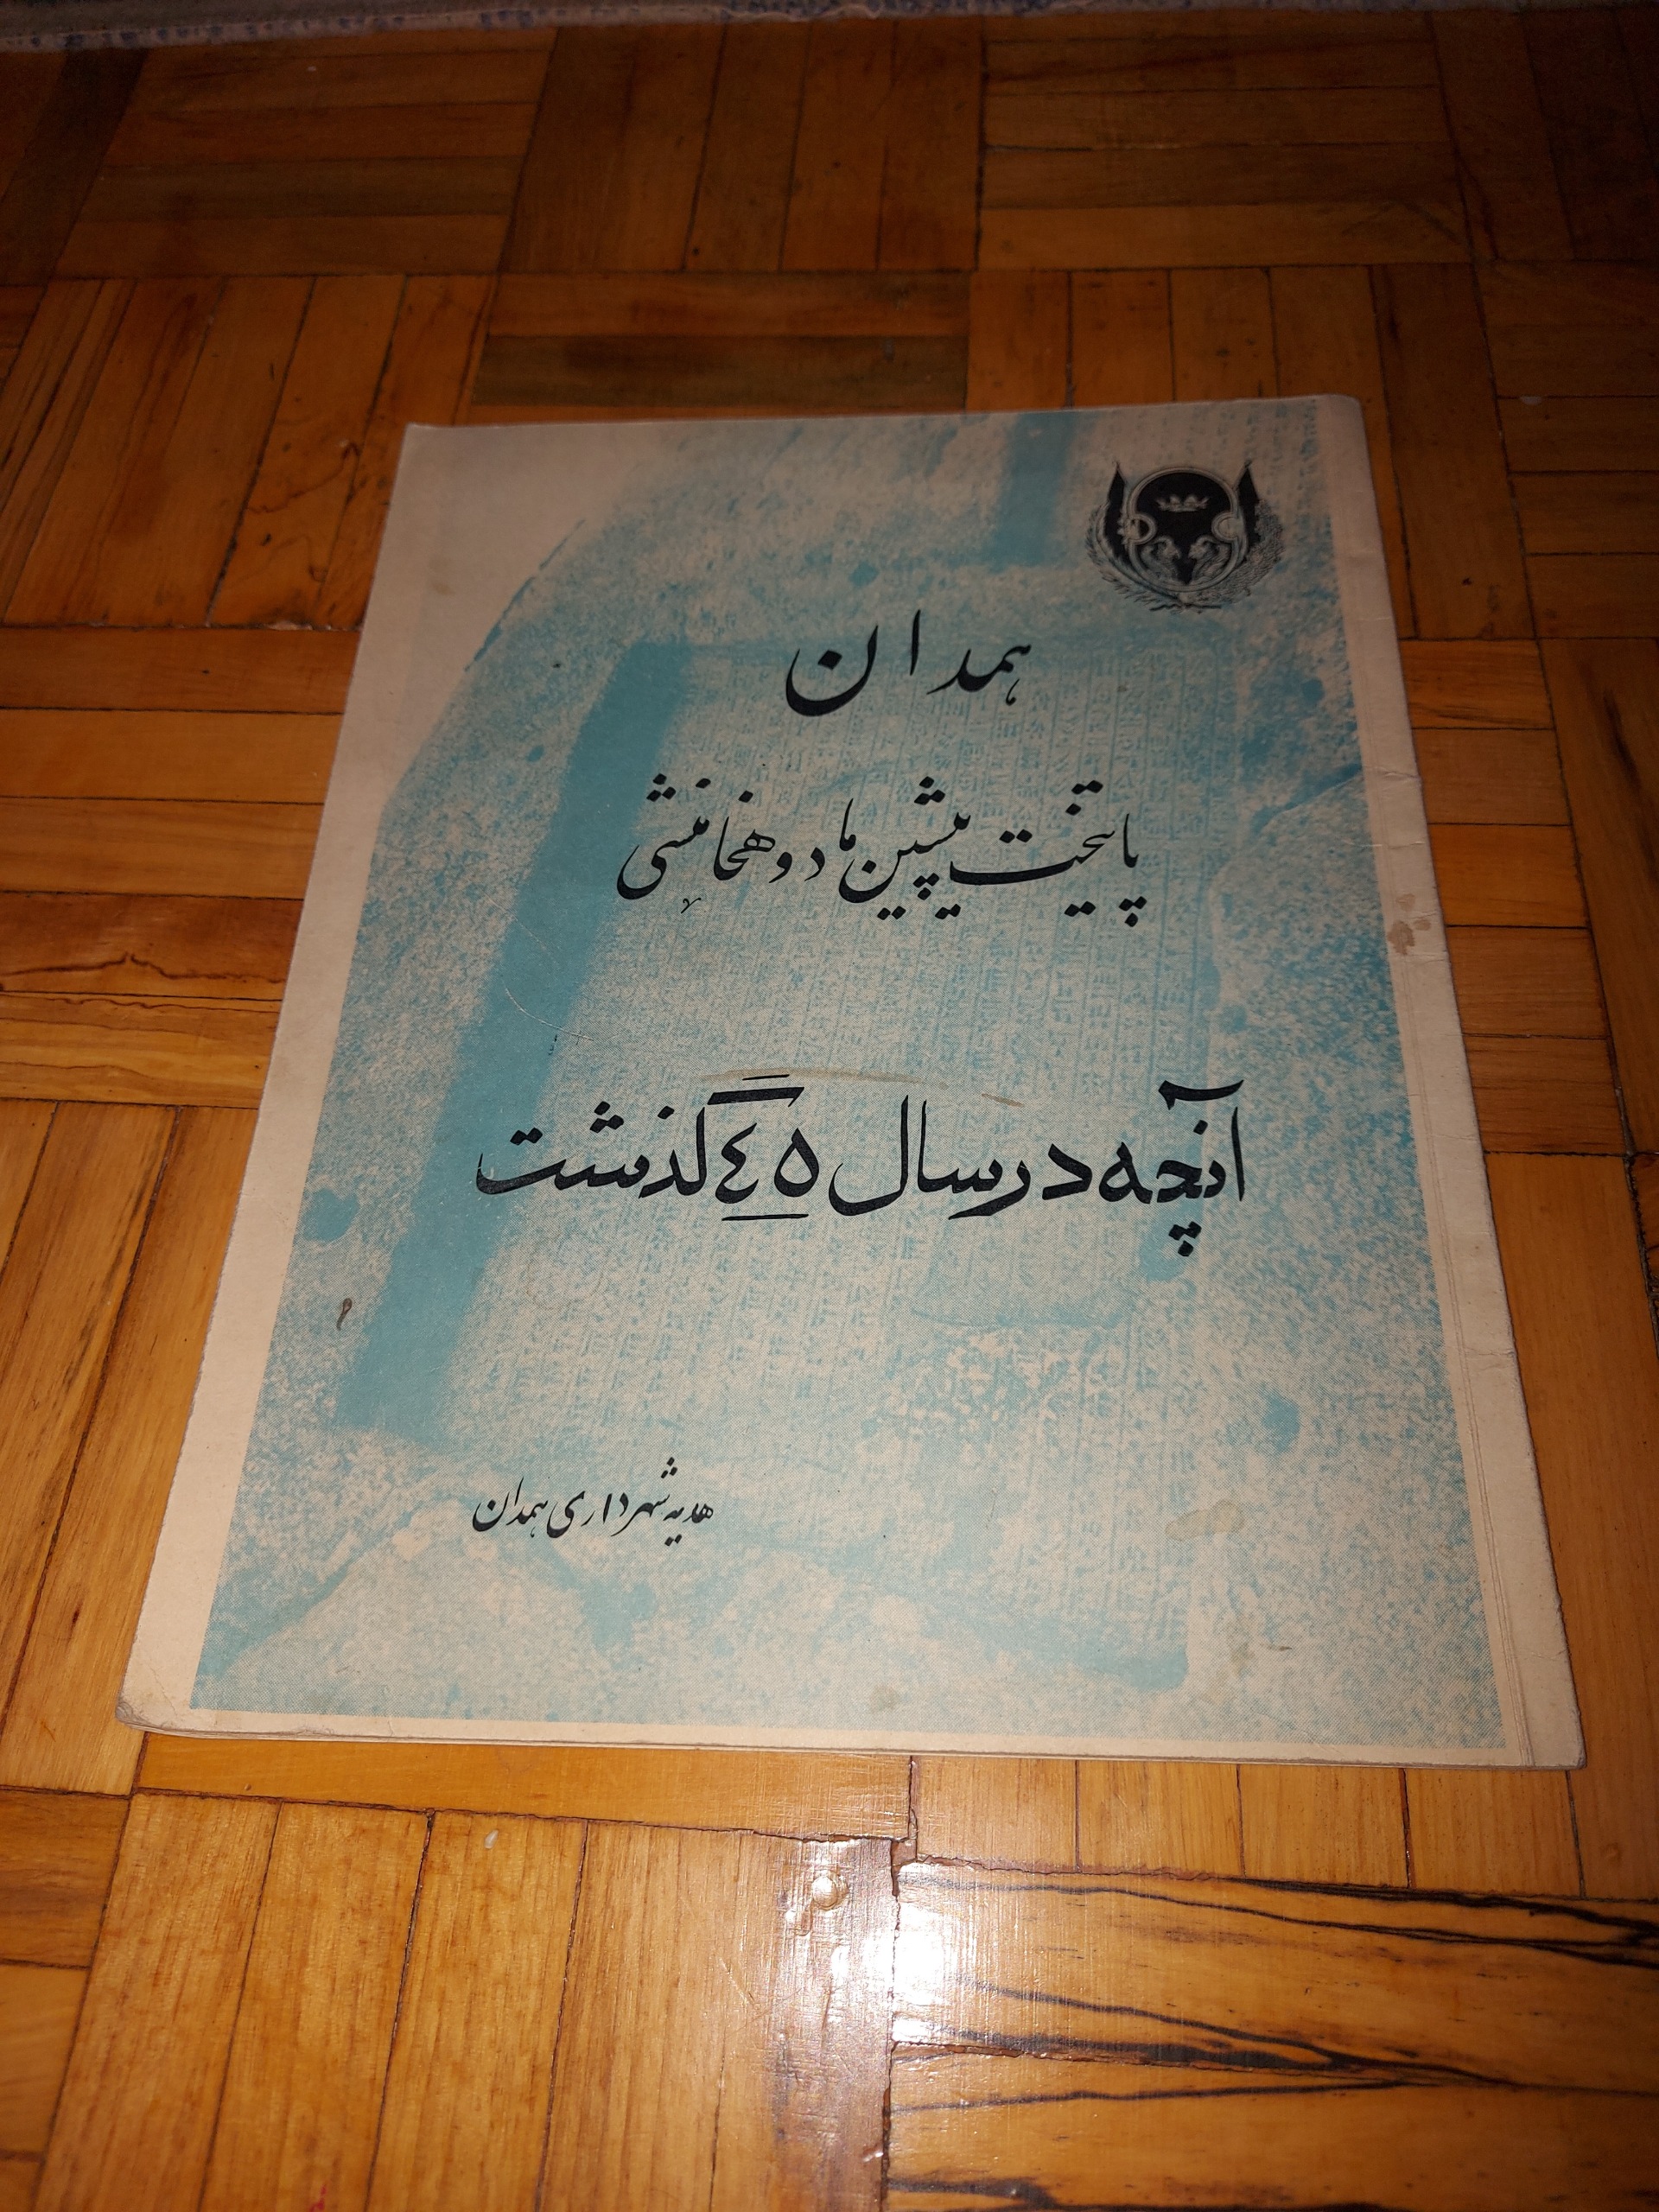 همدان
پایتخت پیشین ماد و هخامنشی
آنچه در سال ٤٥ گذشت
هدیه شهرداری همدان